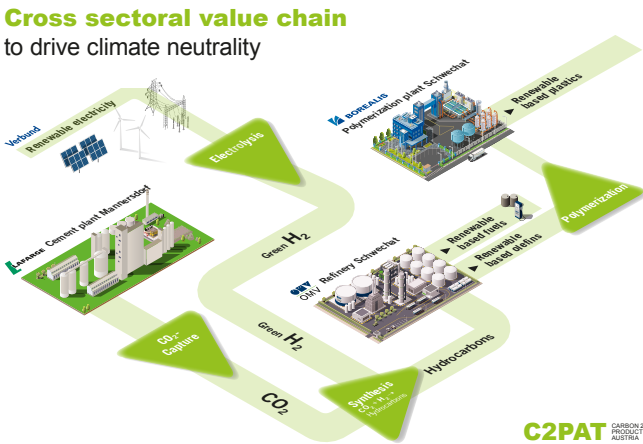 Cross sectoral value chain
to drive climate neutrality
Verbund
Renewable electricity
Electrolysis
BOREALIS
Polymerization plant Schwechat
Renewable
based plastics
LAFARGE Cement plant Mannersdorf
Green H₂
OMV
OMV Refinery Schwechat
Renewable
based fuels
Renewable
based olefins
Polymerization
CO₂-
Capture
CO₂
Green H₂
Synthesis
CO₂ + H₂ →
Hydrocarbons
Hydrocarbons
C2PAT
CARBON2
PRODUCT
AUSTRIA